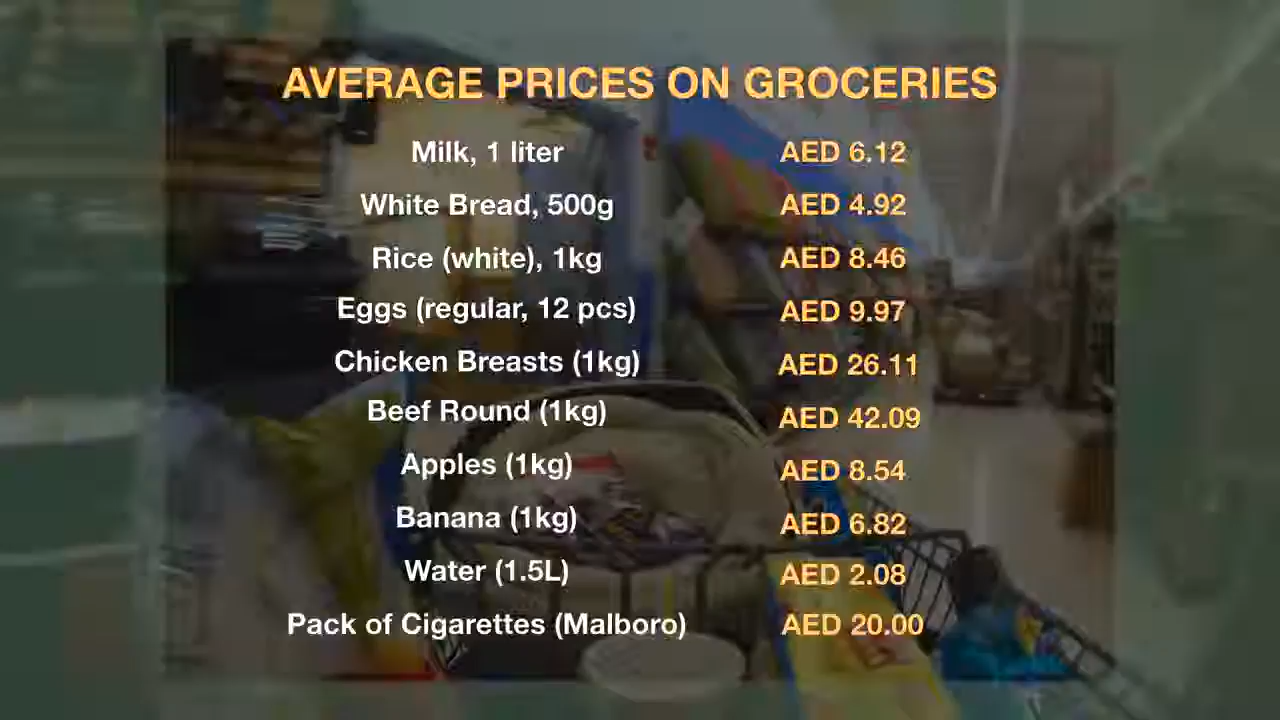 AVERAGE PRICES ON GROCERIES
Milk, 1 liter AED 6.12
White Bread, 500g AED 4.92
Rice (white), 1kg AED 8.46
Eggs (regular, 12 pcs) AED 9.97
Chicken Breasts (1kg) AED 26.11
Beef Round (1kg) AED 42.09
Apples (1kg) AED 8.54
Banana (1kg) AED 6.82
Water (1.5L) AED 2.08
Pack of Cigarettes (Malboro) AED 20.00